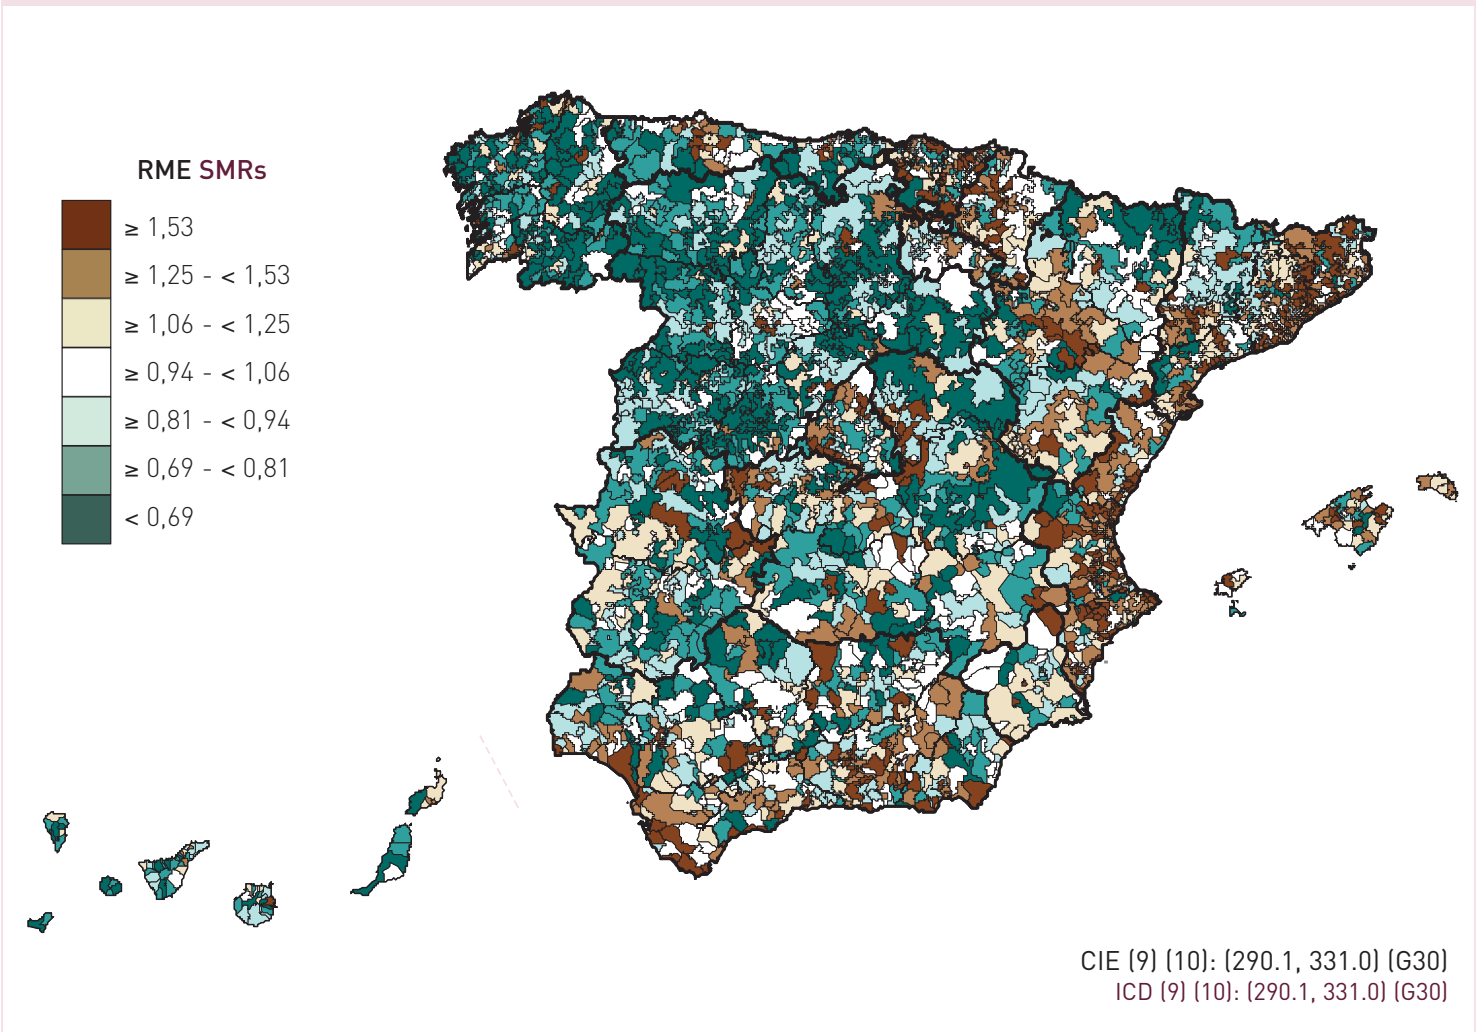 RME SMRs
≥ 1,53
≥ 1,25 - < 1,53
≥ 1,06 - < 1,25
≥ 0,94 - < 1,06
≥ 0,81 - < 0,94
≥ 0,69 - < 0,81
< 0,69
CIE (9) (10): (290.1, 331.0) (G30)
ICD (9) (10): (290.1, 331.0) (G30)